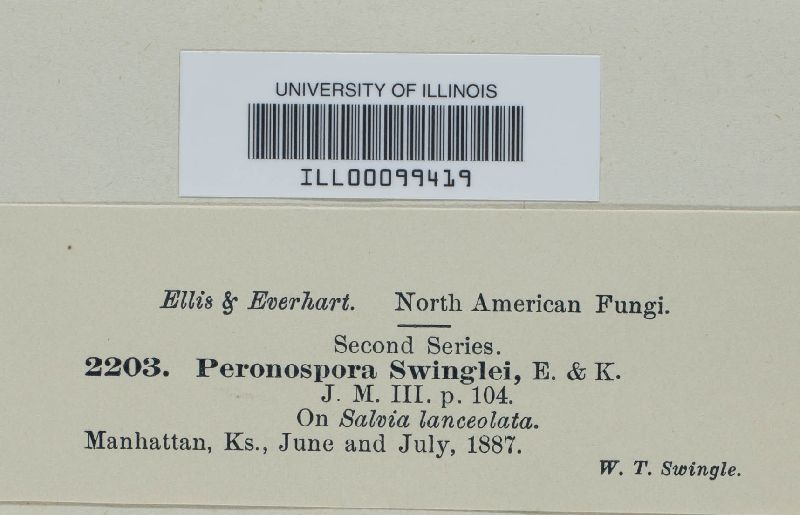 UNIVERSITY OF ILLINOIS
ILL00099419
Ellis & Everhart. North American Fungi.
Second Series.
2203. Peronospora Swinglei, E. & K.
J. M. III. p. 104.
On Salvia lanceolata.
Manhattan, Ks., June and July, 1887.
W. T. Swingle.